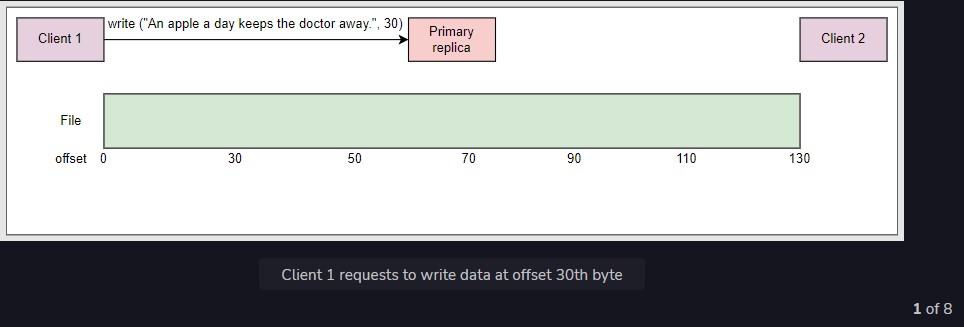 Client 1
write ("An apple a day keeps the doctor away.", 30)
Primary
replica
Client 2
File
offset 0 30 50 70 90 110 130
Client 1 requests to write data at offset 30th byte
1 of 8